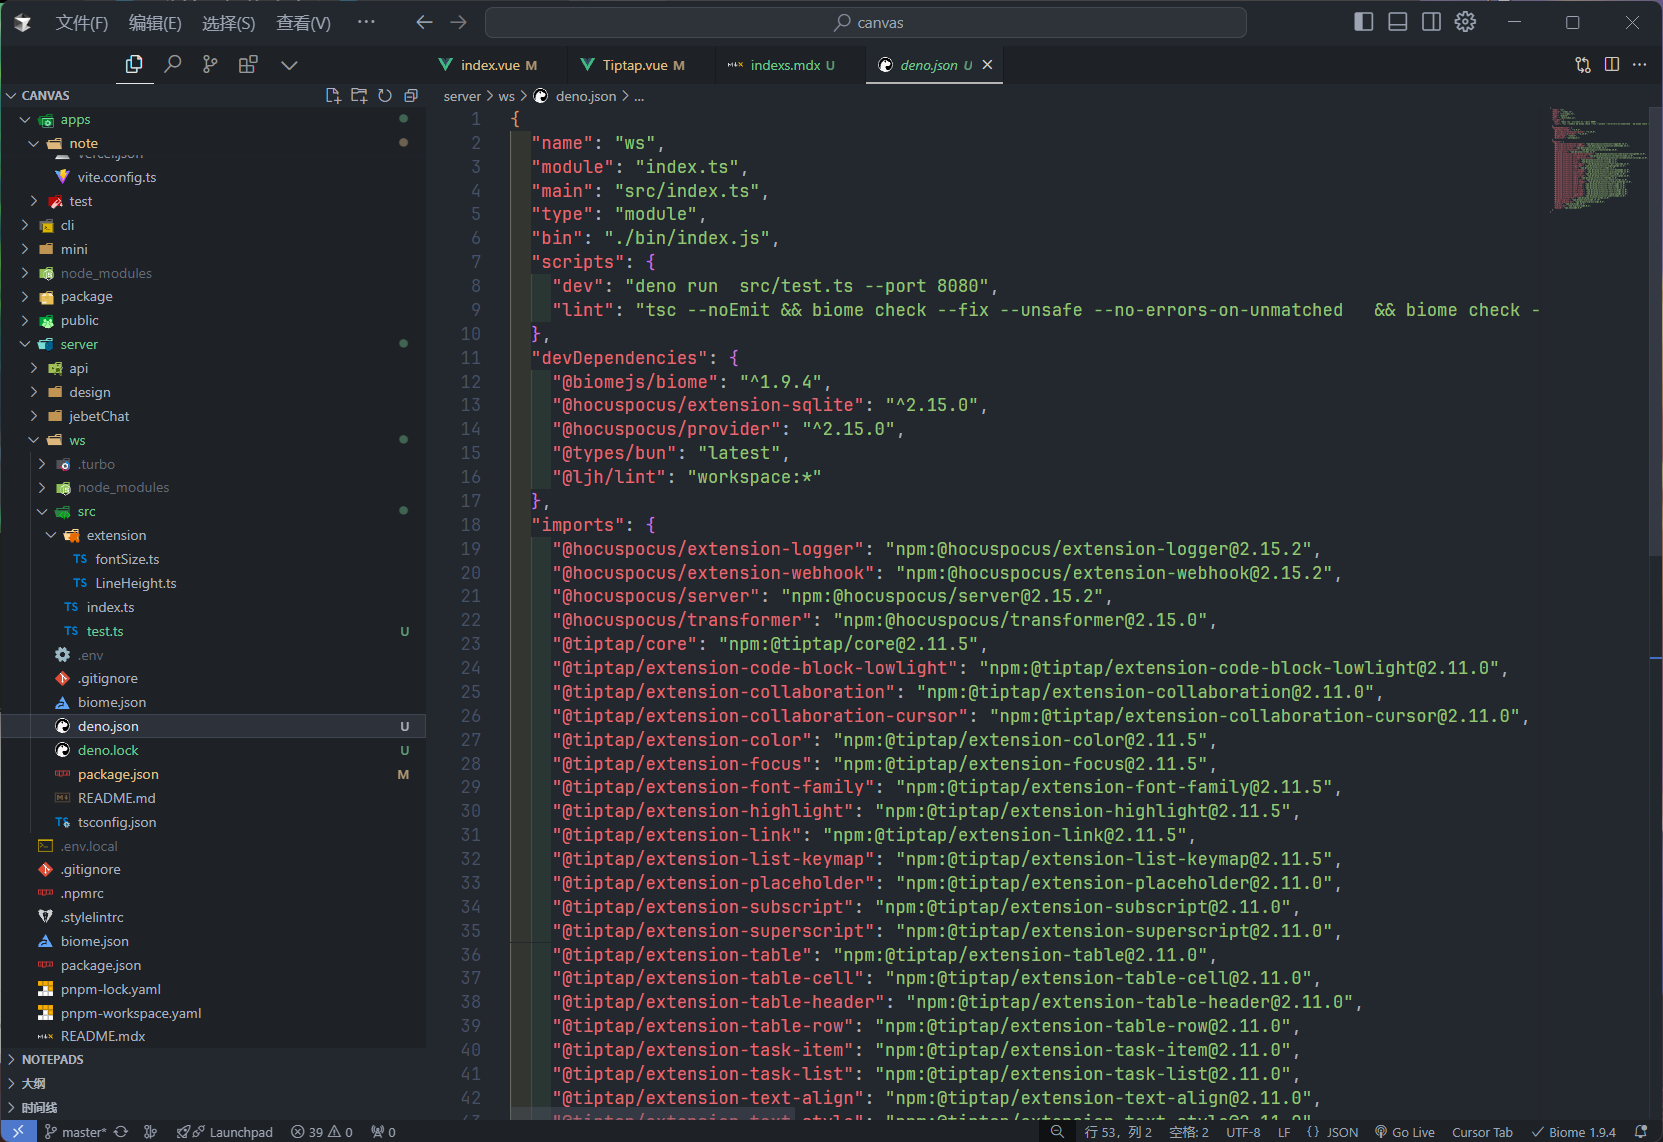 文件(F) 编辑(E) 选择(S) 查看(V) ··· canvas
index.vue M Tiptap.vue M indexs.mdx U deno.json U
CANVAS
apps
note
vercel.json
vite.config.ts
test
cli
mini
node_modules
package
public
server
api
design
jebetChat
ws
.turbo
node_modules
src
extension
TS fontSize.ts
TS LineHeight.ts
TS index.ts
TS test.ts U
.env
.gitignore
biome.json
deno.json U
deno.lock U
package.json M
README.md
tsconfig.json
.env.local
.gitignore
.npmrc
.stylelintrc
biome.json
package.json
pnpm-lock.yaml
pnpm-workspace.yaml
README.mdx
NOTEPADS
大纲
时间线
server > ws > deno.json > ...
1 {
2 "name": "ws",
3 "module": "index.ts",
4 "main": "src/index.ts",
5 "type": "module",
6 "bin": "./bin/index.js",
7 "scripts": {
8 "dev": "deno run  src/test.ts --port 8080",
9 "lint": "tsc --noEmit && biome check --fix --unsafe --no-errors-on-unmatched   && biome check -
10 },
11 "devDependencies": {
12 "@biomejs/biome": "^1.9.4",
13 "@hocuspocus/extension-sqlite": "^2.15.0",
14 "@hocuspocus/provider": "^2.15.0",
15 "@types/bun": "latest",
16 "@ljh/lint": "workspace:*"
17 },
18 "imports": {
19 "@hocuspocus/extension-logger": "npm:@hocuspocus/extension-logger@2.15.2",
20 "@hocuspocus/extension-webhook": "npm:@hocuspocus/extension-webhook@2.15.2",
21 "@hocuspocus/server": "npm:@hocuspocus/server@2.15.2",
22 "@hocuspocus/transformer": "npm:@hocuspocus/transformer@2.15.0",
23 "@tiptap/core": "npm:@tiptap/core@2.11.5",
24 "@tiptap/extension-code-block-lowlight": "npm:@tiptap/extension-code-block-lowlight@2.11.0",
25 "@tiptap/extension-collaboration": "npm:@tiptap/extension-collaboration@2.11.0",
26 "@tiptap/extension-collaboration-cursor": "npm:@tiptap/extension-collaboration-cursor@2.11.0",
27 "@tiptap/extension-color": "npm:@tiptap/extension-color@2.11.5",
28 "@tiptap/extension-focus": "npm:@tiptap/extension-focus@2.11.5",
29 "@tiptap/extension-font-family": "npm:@tiptap/extension-font-family@2.11.5",
30 "@tiptap/extension-highlight": "npm:@tiptap/extension-highlight@2.11.5",
31 "@tiptap/extension-link": "npm:@tiptap/extension-link@2.11.5",
32 "@tiptap/extension-list-keymap": "npm:@tiptap/extension-list-keymap@2.11.5",
33 "@tiptap/extension-placeholder": "npm:@tiptap/extension-placeholder@2.11.0",
34 "@tiptap/extension-subscript": "npm:@tiptap/extension-subscript@2.11.0",
35 "@tiptap/extension-superscript": "npm:@tiptap/extension-superscript@2.11.0",
36 "@tiptap/extension-table": "npm:@tiptap/extension-table@2.11.0",
37 "@tiptap/extension-table-cell": "npm:@tiptap/extension-table-cell@2.11.0",
38 "@tiptap/extension-table-header": "npm:@tiptap/extension-table-header@2.11.0",
39 "@tiptap/extension-table-row": "npm:@tiptap/extension-table-row@2.11.0",
40 "@tiptap/extension-task-item": "npm:@tiptap/extension-task-item@2.11.0",
41 "@tiptap/extension-task-list": "npm:@tiptap/extension-task-list@2.11.0",
42 "@tiptap/extension-text-align": "npm:@tiptap/extension-text-align@2.11.0",
43 "@tiptap/extension-text-style": "npm:@tiptap/extension-text-style@2.11.0",
master* Launchpad 39 0 0 行 53, 列 2 空格: 2 UTF-8 LF {} JSON Go Live Cursor Tab Biome 1.9.4